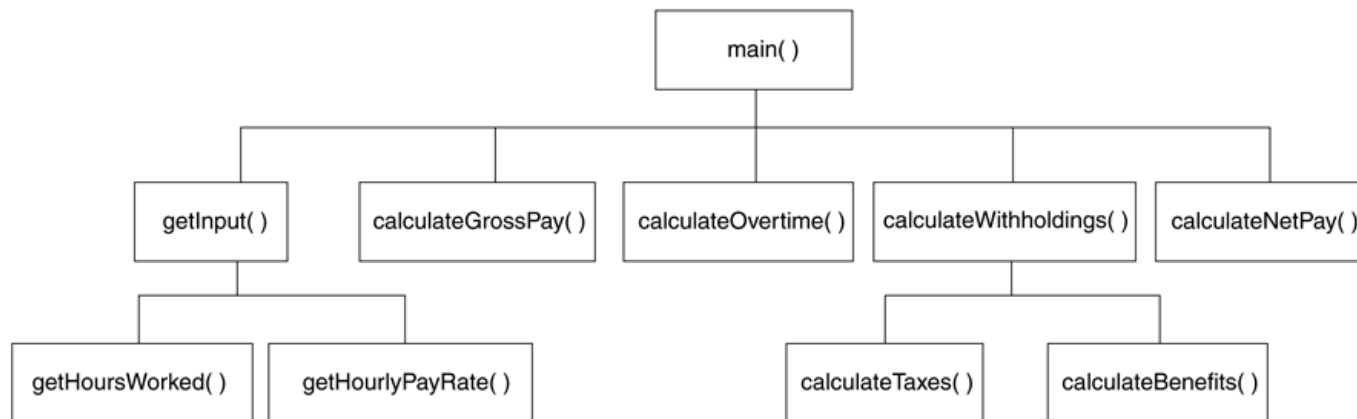 main( )
getInput( )
calculateGrossPay( )
calculateOvertime( )
calculateWithholdings( )
calculateNetPay( )
getHoursWorked( )
getHourlyPayRate( )
calculateTaxes( )
calculateBenefits( )